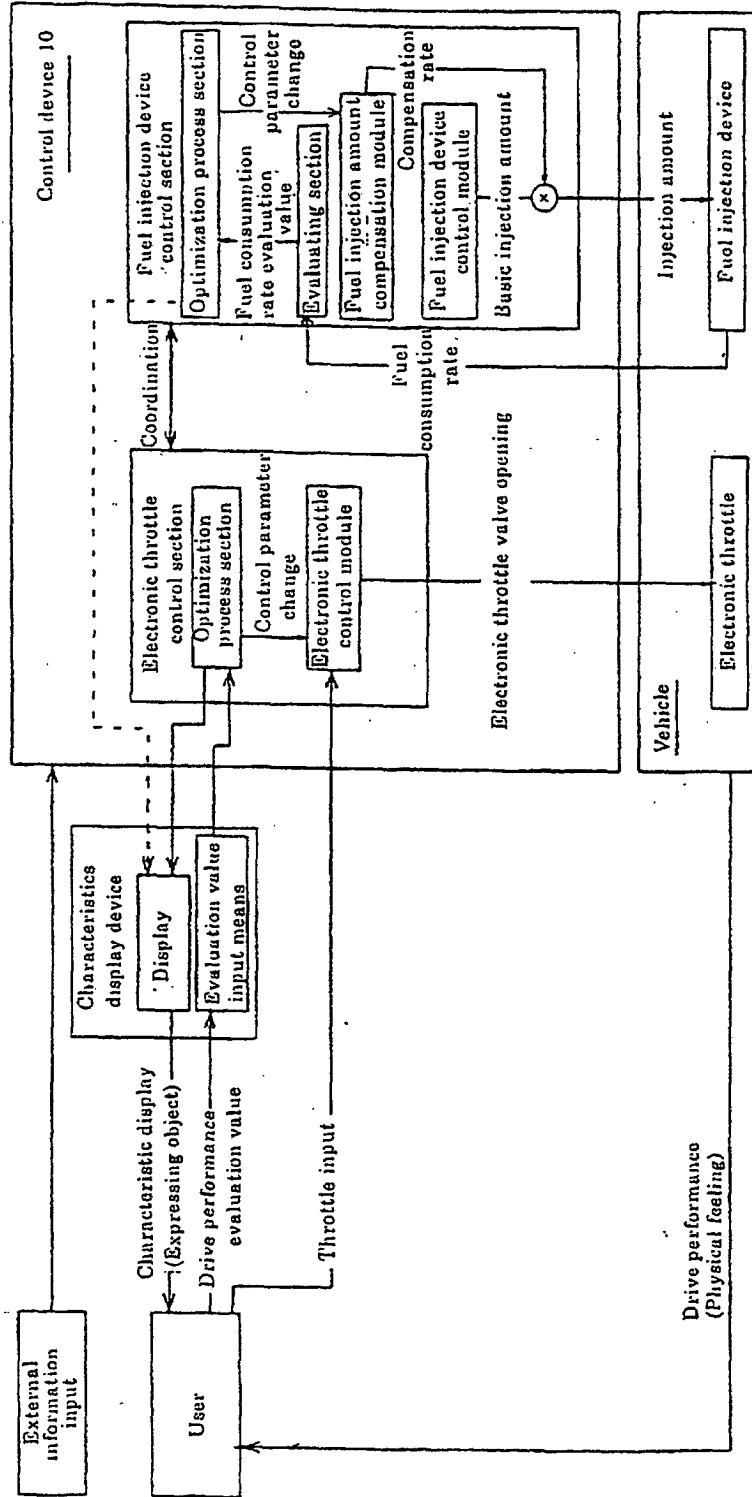 Control device 10
Fuel injection device
control section
Optimization process section
Control
parameter
change
Fuel consumption
rate evaluation
value
Evaluating section
Fuel injection amount
compensation module
Compensation
rate
Fuel injection device
control module
Basic injection amount
×
Injection amount
Fuel injection device
Fuel
consumption
rate
Coordination
Electronic throttle
control section
Optimization
process section
Control parameter
change
Electronic throttle
control module
Electronic throttle valve opening
Electronic throttle
Vehicle
Characteristics
display device
Display
Evaluation value
input means
Characteristic display
(Expressing object)
Drive performance
evaluation value
Throttle input
External
information
input
User
Drive performance
(Physical feeling)